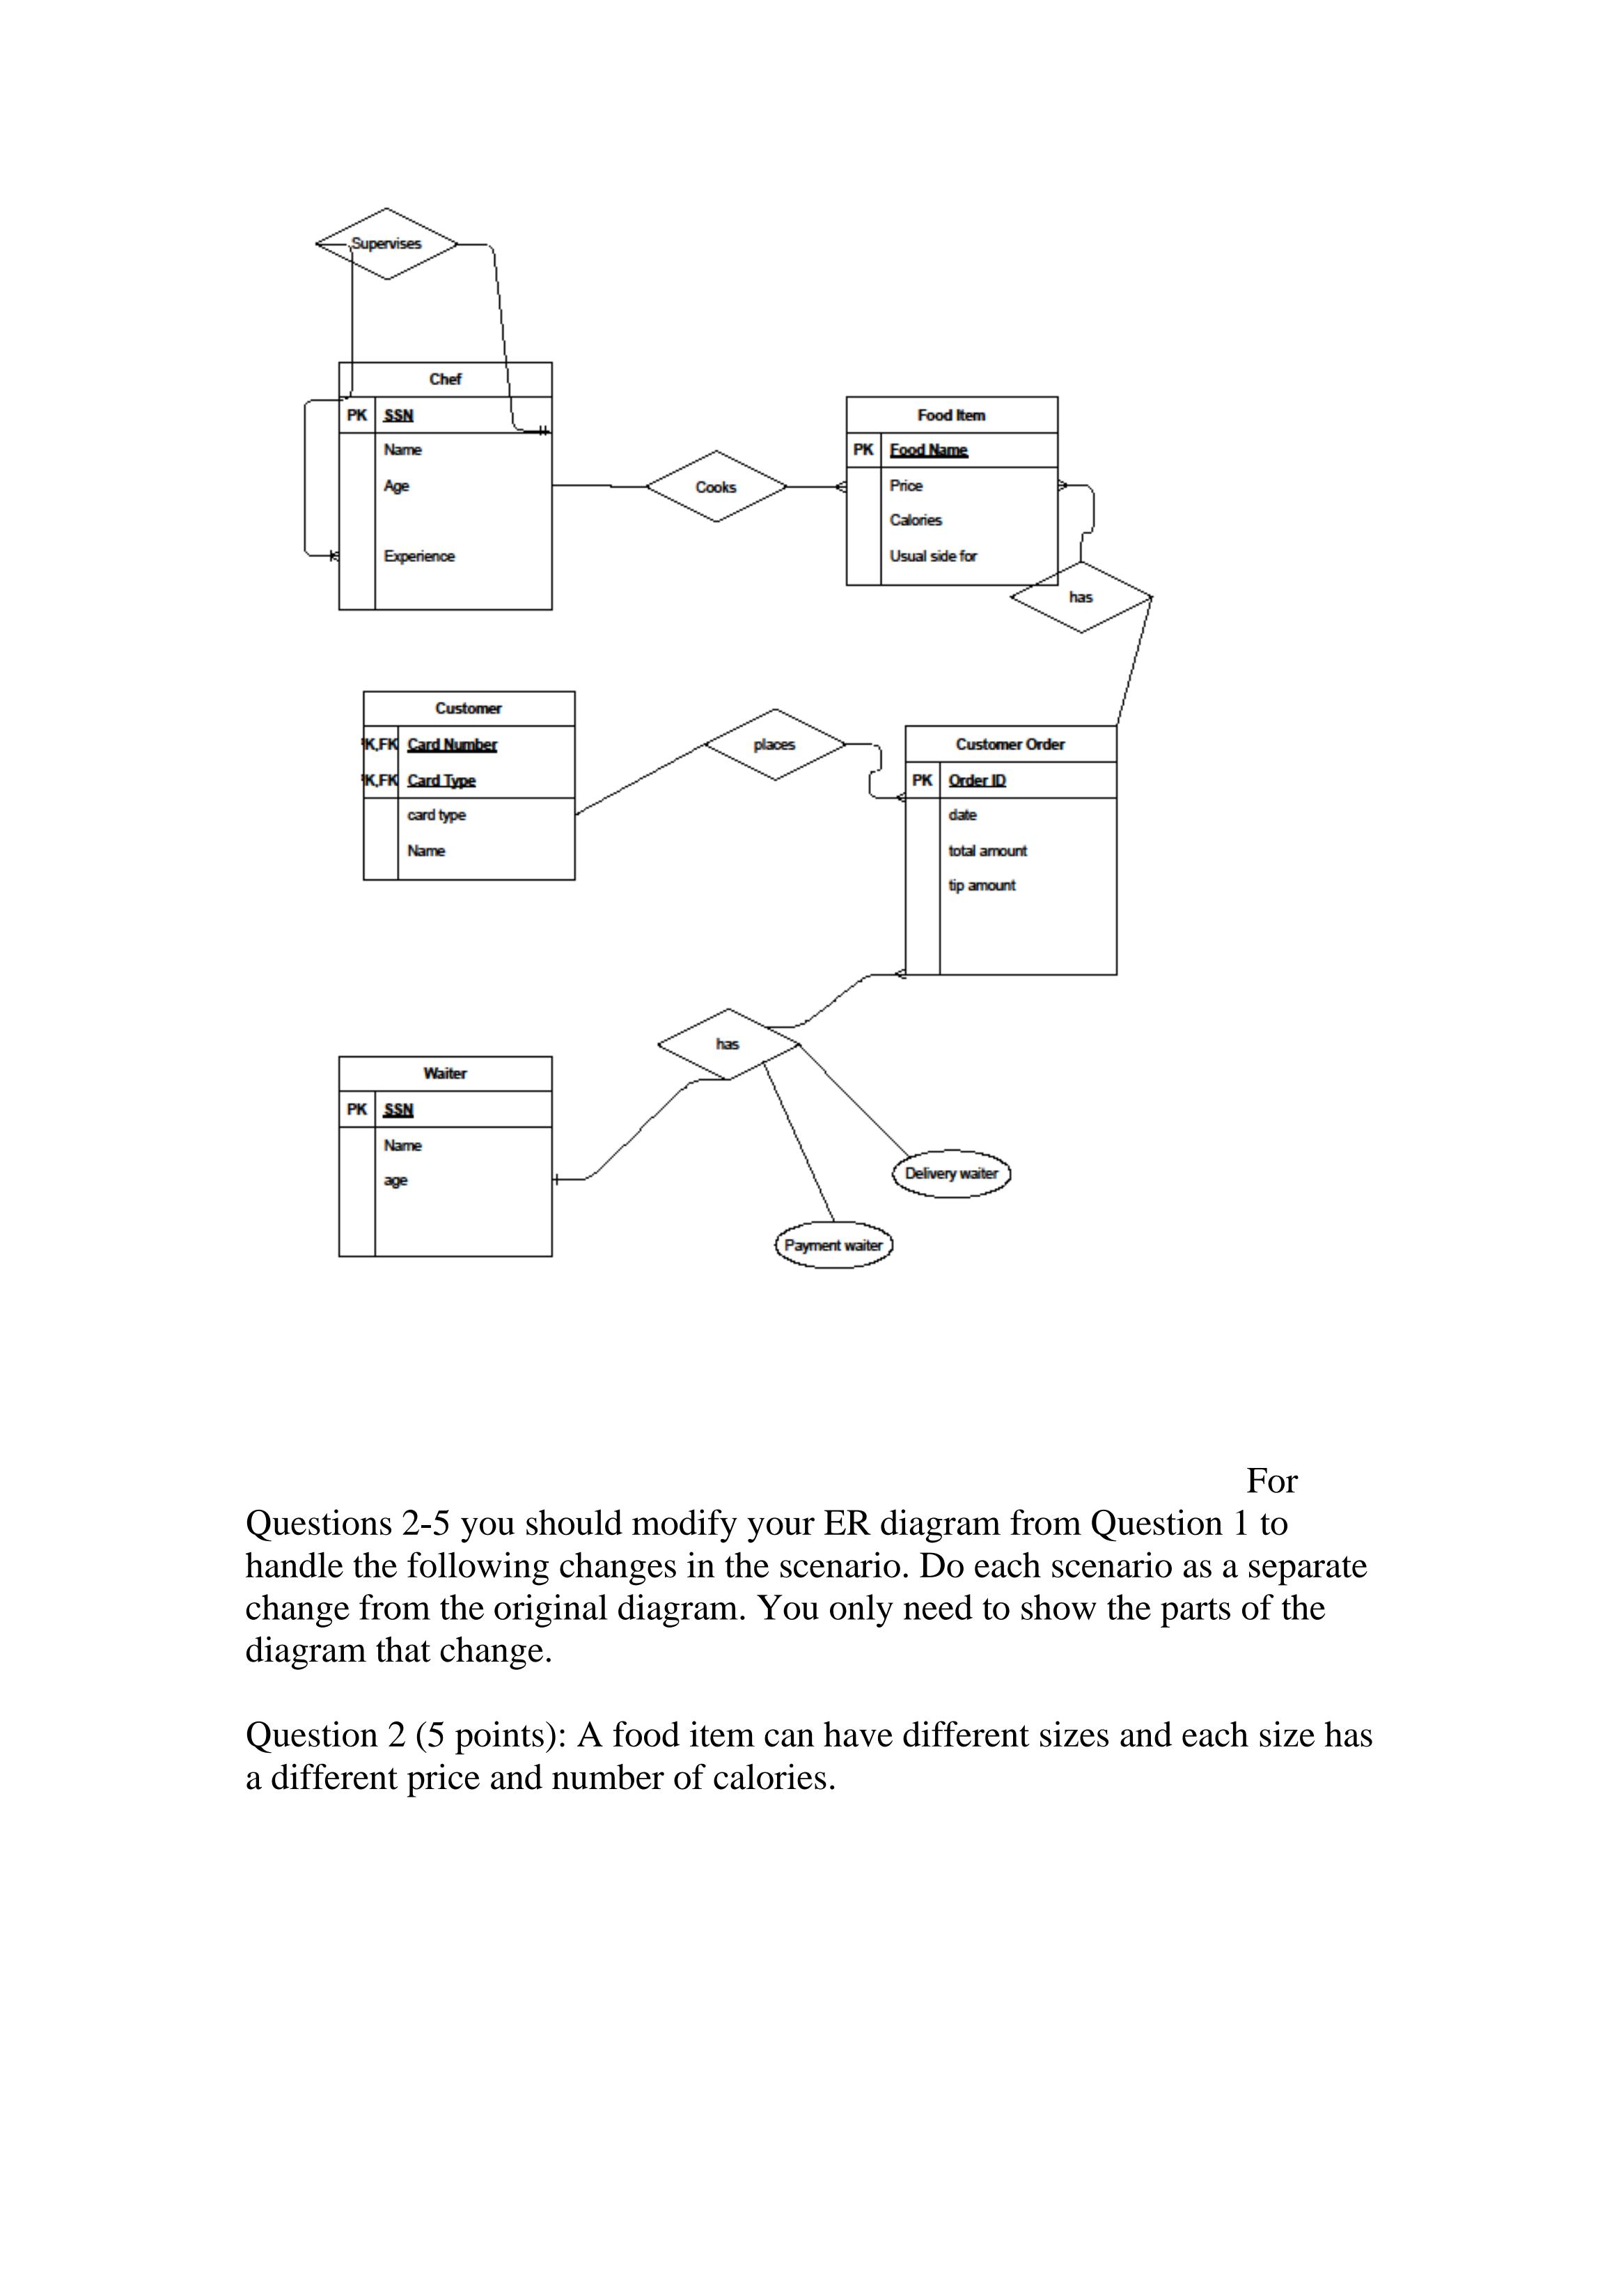 Supervises
Chef
PK SSN
Name
Age
Experience
Cooks
Food Item
PK Food Name
Price
Calories
Usual side for
has
Customer
K,FK Card Number
K,FK Card Type
card type
Name
places
Customer Order
PK Order ID
date
total amount
tip amount
has
Waiter
PK SSN
Name
age
Delivery waiter
Payment waiter
For
Questions 2-5 you should modify your ER diagram from Question 1 to
handle the following changes in the scenario. Do each scenario as a separate
change from the original diagram. You only need to show the parts of the
diagram that change.
Question 2 (5 points): A food item can have different sizes and each size has
a different price and number of calories.